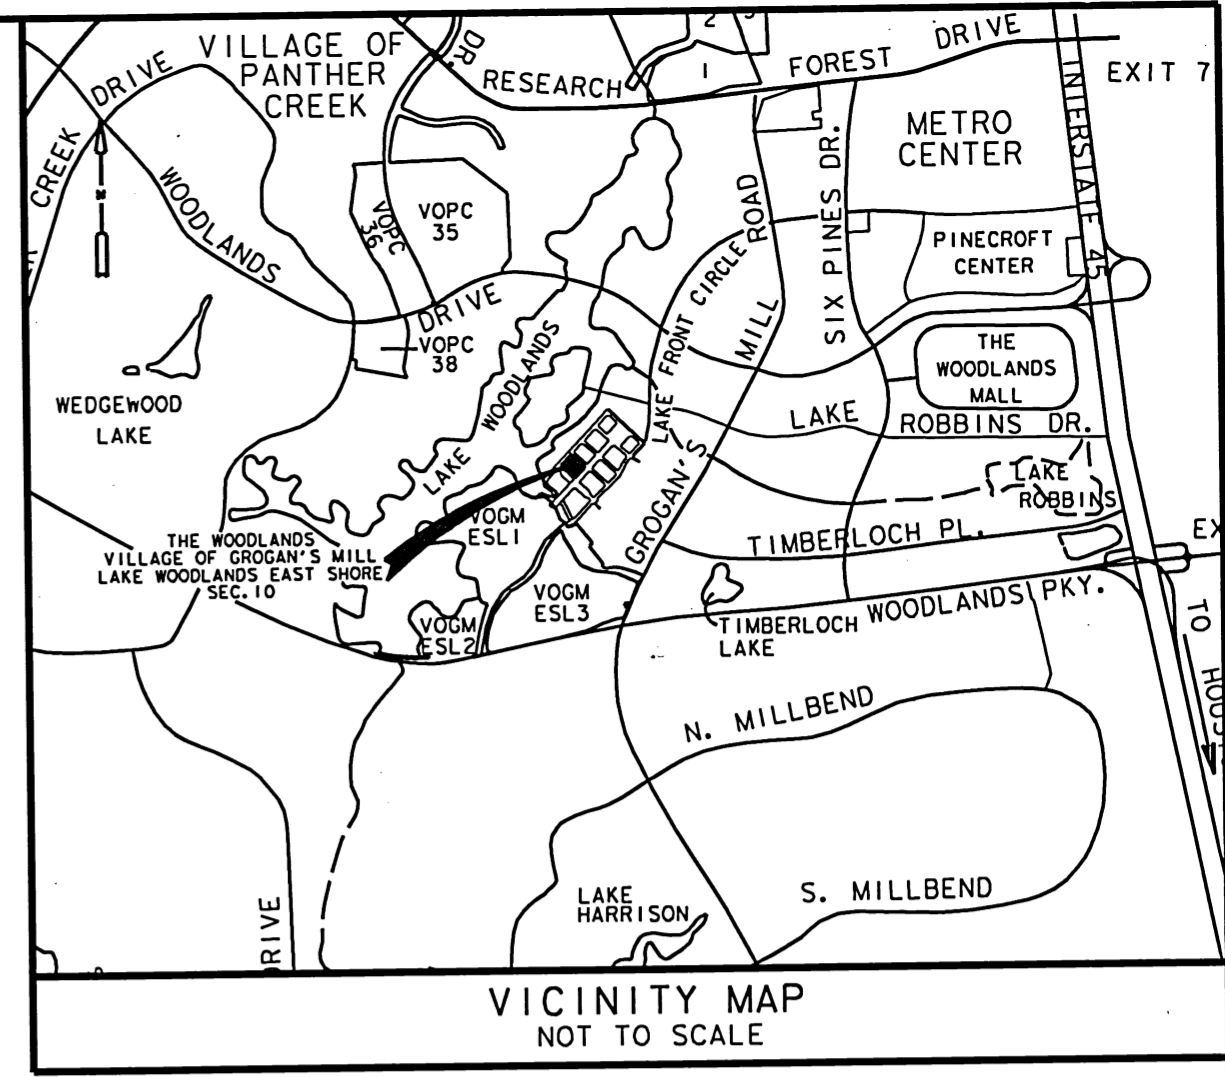 VILLAGE OF
PANTHER
CREEK
DRIVE
CREEK
WOODLANDS
DR.
RESEARCH
FOREST DRIVE
2
1
EXIT 7
INTERSTATE 45
METRO
CENTER
N
VOPC
36
VOPC
35
DRIVE
VOPC
38
LAKE FRONT CIRCLE
ROAD
MILL
GROGAN'S
SIX PINES DR.
PINECROFT
CENTER
THE
WOODLANDS
MALL
WEDGEWOOD
LAKE
LAKE WOODLANDS
LAKE ROBBINS DR.
LAKE
ROBBINS
THE WOODLANDS
VILLAGE OF GROGAN'S MILL
LAKE WOODLANDS EAST SHORE
SEC.10
VOGM
ESL1
TIMBERLOCH PL.
EX
VOGM
ESL3
VOGM
ESL2
TIMBERLOCH
LAKE
WOODLANDS PKY.
TO
N. MILLBEND
S. MILLBEND
LAKE
HARRISON
DRIVE
VICINITY MAP
NOT TO SCALE